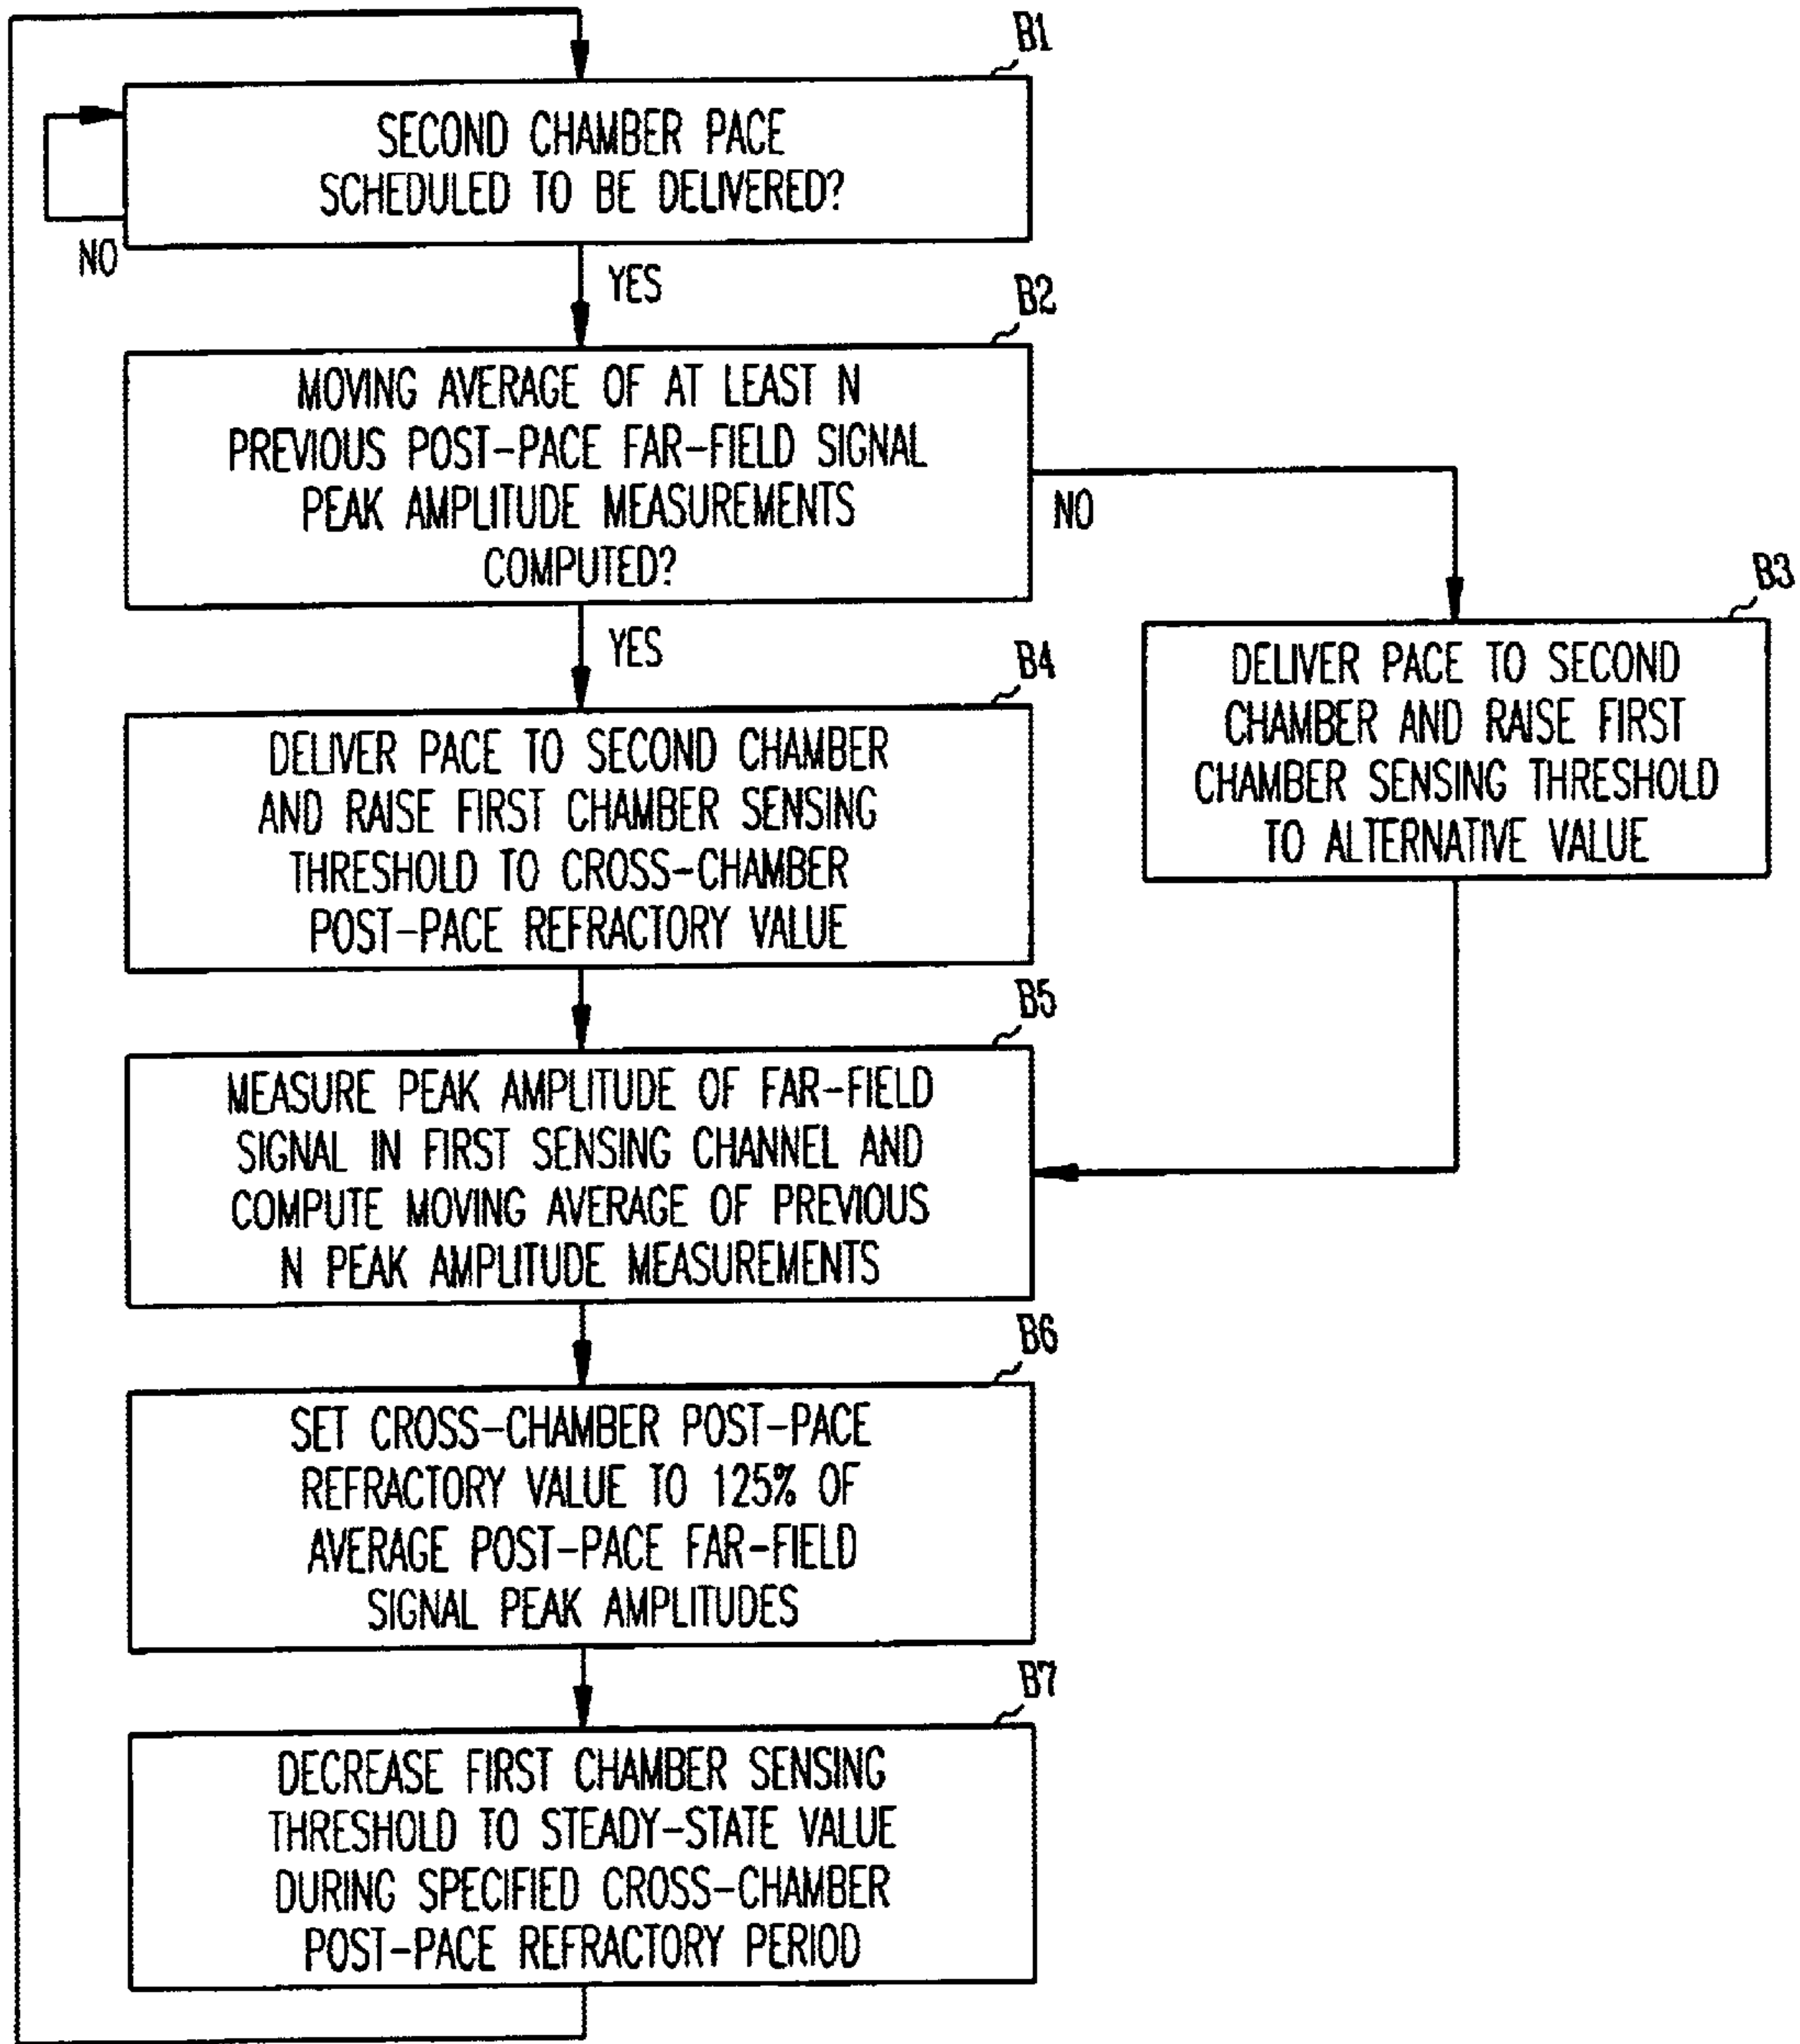 B1
SECOND CHAMBER PACE
SCHEDULED TO BE DELIVERED?
NO
YES
B2
MOVING AVERAGE OF AT LEAST N
PREVIOUS POST-PACE FAR-FIELD SIGNAL
PEAK AMPLITUDE MEASUREMENTS
COMPUTED?
NO
YES
B3
DELIVER PACE TO SECOND
CHAMBER AND RAISE FIRST
CHAMBER SENSING THRESHOLD
TO ALTERNATIVE VALUE
B4
DELIVER PACE TO SECOND CHAMBER
AND RAISE FIRST CHAMBER SENSING
THRESHOLD TO CROSS-CHAMBER
POST-PACE REFRACTORY VALUE
B5
MEASURE PEAK AMPLITUDE OF FAR-FIELD
SIGNAL IN FIRST SENSING CHANNEL AND
COMPUTE MOVING AVERAGE OF PREVIOUS
N PEAK AMPLITUDE MEASUREMENTS
B6
SET CROSS-CHAMBER POST-PACE
REFRACTORY VALUE TO 125% OF
AVERAGE POST-PACE FAR-FIELD
SIGNAL PEAK AMPLITUDES
B7
DECREASE FIRST CHAMBER SENSING
THRESHOLD TO STEADY-STATE VALUE
DURING SPECIFIED CROSS-CHAMBER
POST-PACE REFRACTORY PERIOD